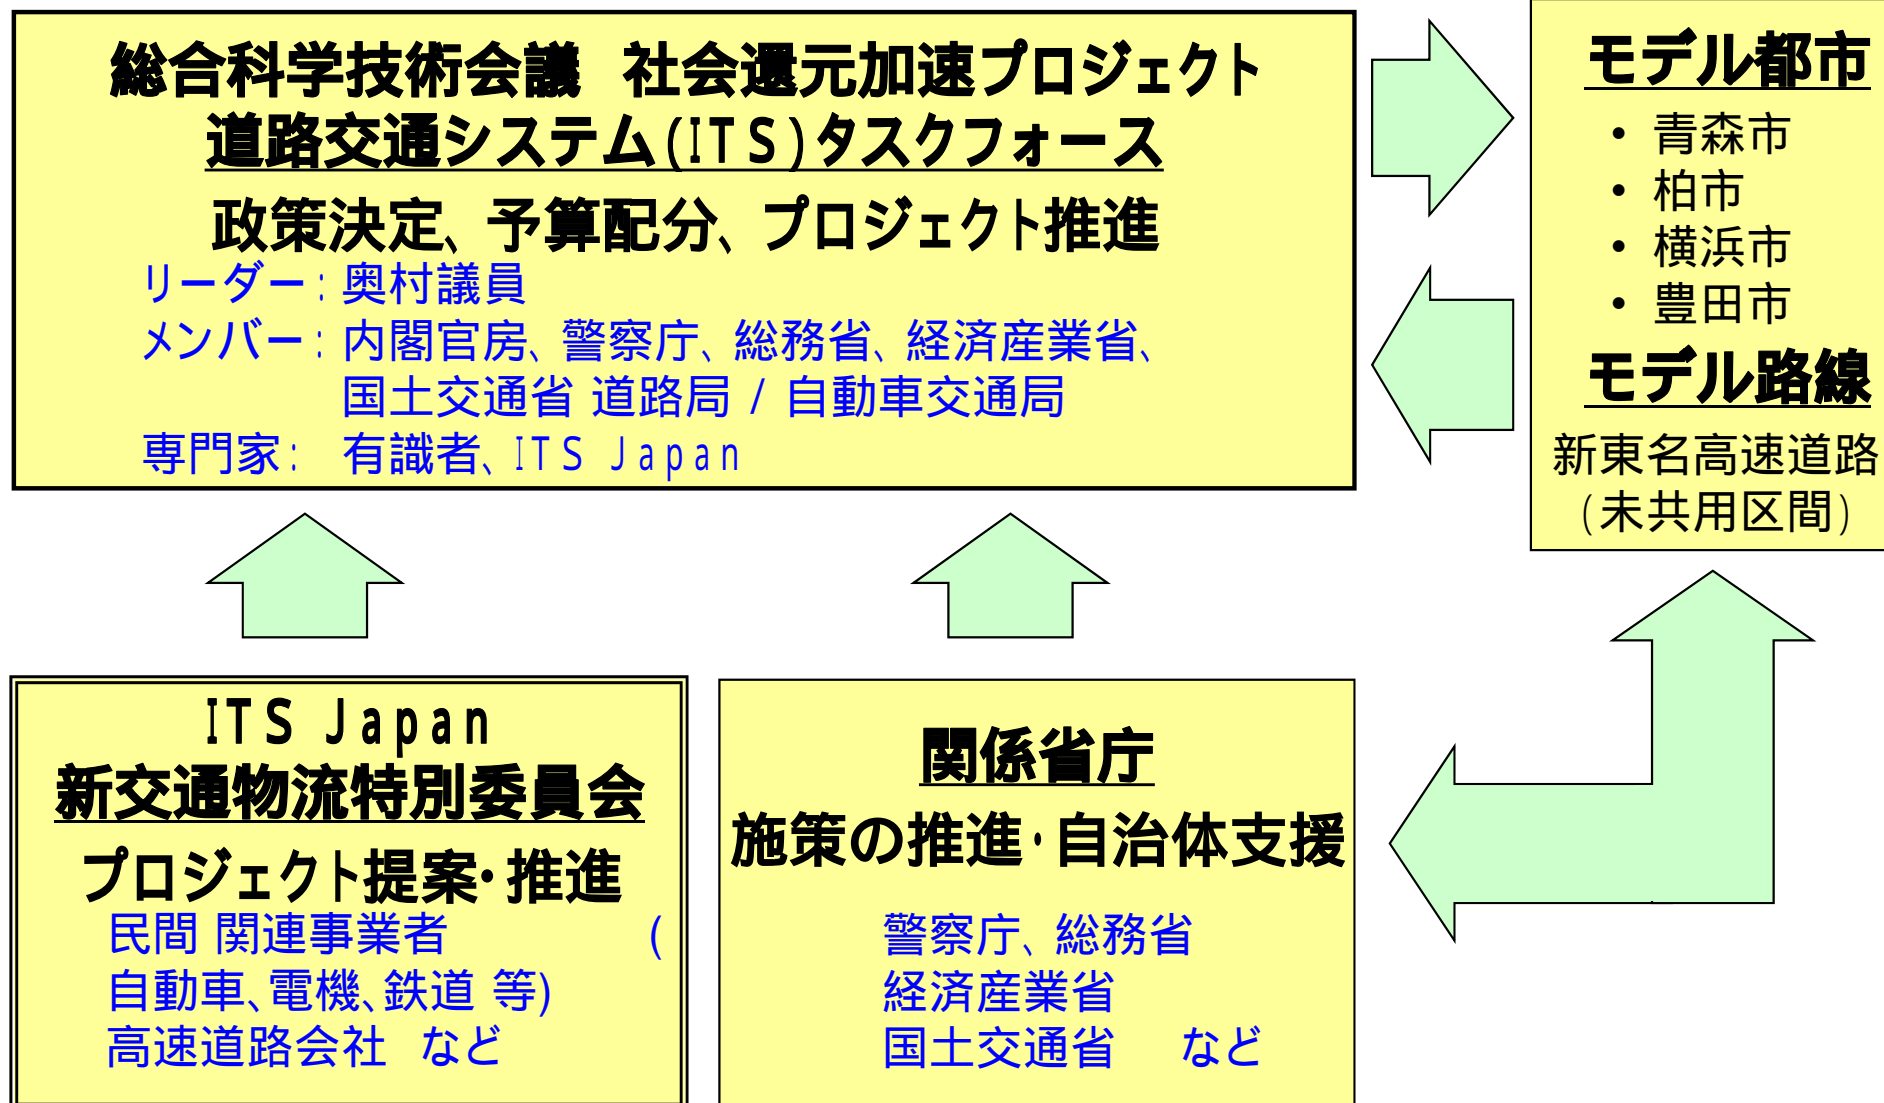 総合科学技術会議 社会還元加速プロジェクト
道路交通システム(ITS)タスクフォース
政策決定、予算配分、プロジェクト推進
リーダー：奥村議員
メンバー：内閣官房、警察庁、総務省、経済産業省、
国土交通省 道路局 / 自動車交通局
専門家： 有識者、ITS Japan
モデル都市
• 青森市
• 柏市
• 横浜市
• 豊田市
モデル路線
新東名高速道路
(未共用区間)
ITS Japan
新交通物流特別委員会
プロジェクト提案・推進
民間 関連事業者 (
自動車、電機、鉄道 等)
高速道路会社 など
関係省庁
施策の推進・自治体支援
警察庁、総務省
経済産業省
国土交通省 など